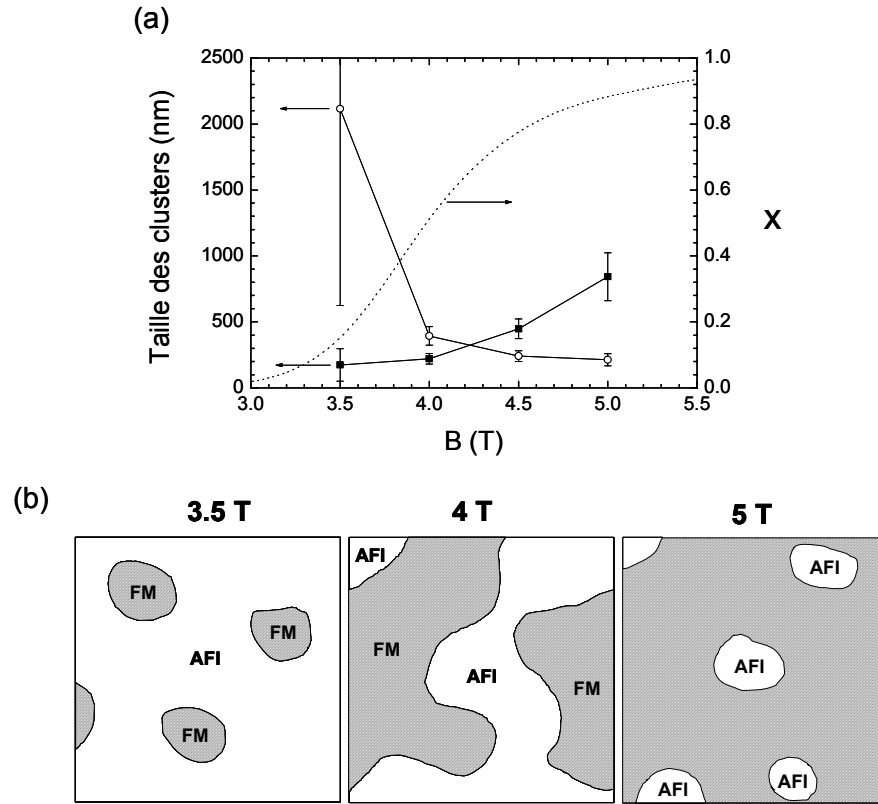 (a)
Taille des clusters (nm)
2500
2000
1500
1000
500
0
3.0 3.5 4.0 4.5 5.0 5.5
B (T)
1.0
0.8
0.6
0.4
0.2
0.0
X
(b)
3.5 T
4 T
5 T
FM
FM
AFI
FM
AFI
FM
AFI
FM
AFI
AFI
AFI
AFI